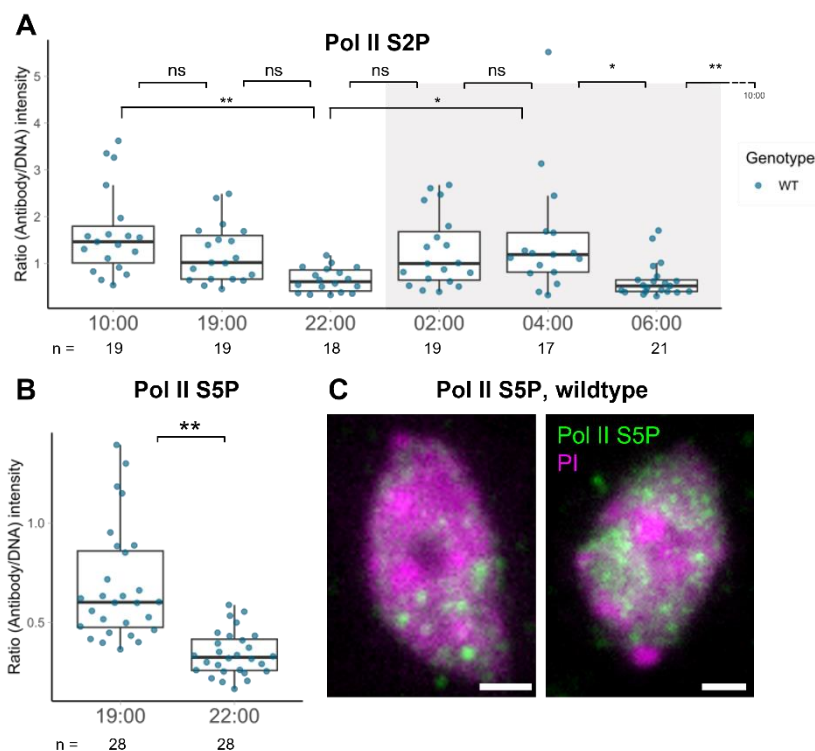 A
Pol II S2P
ns ns ns ns * **
** *
10:00
Ratio (Antibody/DNA) intensity
5
4
3
2
1
Genotype
WT
10:00 19:00 22:00 02:00 04:00 06:00
n = 19 19 18 19 17 21
B
Pol II S5P
**
Ratio (Antibody/DNA) intensity
1.0
0.5
19:00 22:00
n = 28 28
C
Pol II S5P, wildtype
Pol II S5P
PI